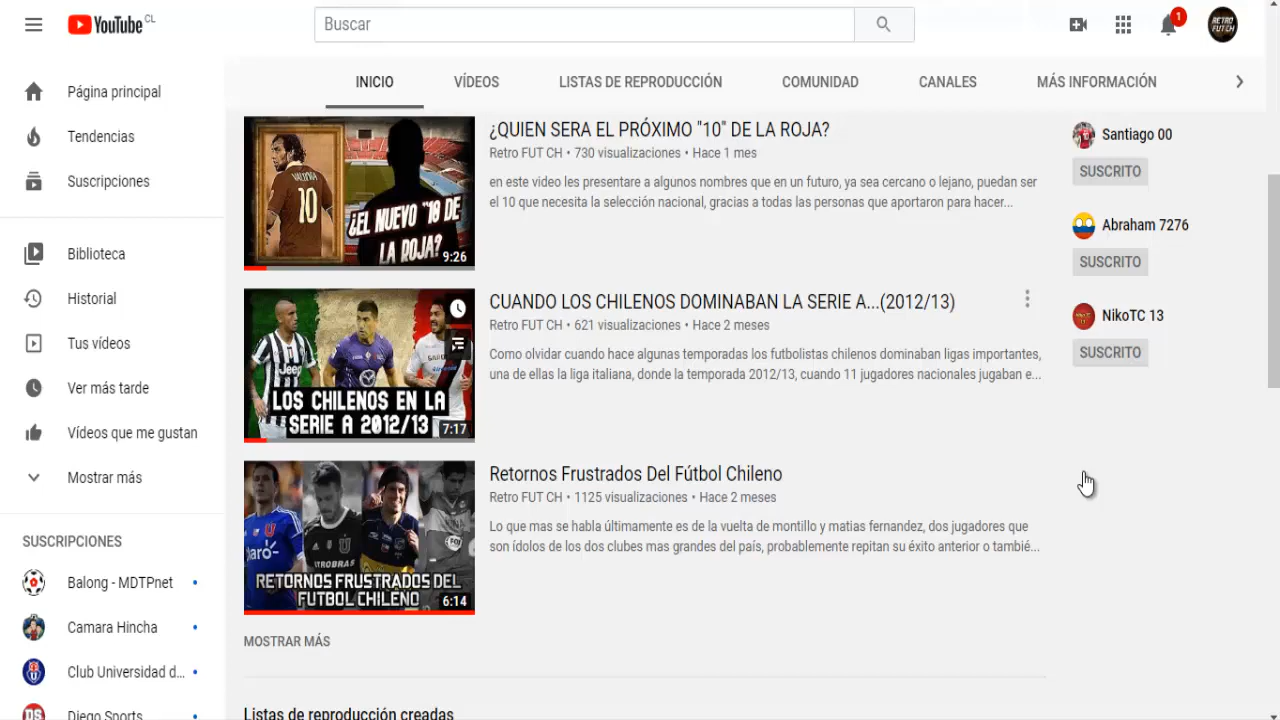 YouTube CL
Buscar
1
RETRO FUT CH
INICIO
VÍDEOS
LISTAS DE REPRODUCCIÓN
COMUNIDAD
CANALES
MÁS INFORMACIÓN
Página principal
Tendencias
Suscripciones
Biblioteca
Historial
Tus vídeos
Ver más tarde
Vídeos que me gustan
Mostrar más
SUSCRIPCIONES
Balong - MDTPnet
Camara Hincha
Club Universidad d...
Diego Sports
VALDIVIA
10
¿EL NUEVO "10 DE
LA ROJA?
9:26
¿QUIEN SERA EL PRÓXIMO "10" DE LA ROJA?
Retro FUT CH • 730 visualizaciones • Hace 1 mes
en este video les presentare a algunos nombres que en un futuro, ya sea cercano o lejano, puedan ser
el 10 que necesita la selección nacional, gracias a todas las personas que aportaron para hacer...
Jeep
LOS CHILENOS EN LA
SERIE A 2012/13
7:17
CUANDO LOS CHILENOS DOMINABAN LA SERIE A...(2012/13)
Retro FUT CH • 621 visualizaciones • Hace 2 meses
Como olvidar cuando hace algunas temporadas los futbolistas chilenos dominaban ligas importantes,
una de ellas la liga italiana, donde la temporada 2012/13, cuando 11 jugadores nacionales jugaban e...
Claro
RETORNOS FRUSTRADOS DEL
FUTBOL CHILENO
6:14
Retornos Frustrados Del Fútbol Chileno
Retro FUT CH • 1125 visualizaciones • Hace 2 meses
Lo que mas se habla últimamente es de la vuelta de montillo y matias fernandez, dos jugadores que
son ídolos de los dos clubes mas grandes del país, probablemente repitan su éxito anterior o tambié...
MOSTRAR MÁS
Listas de reproducción creadas
Santiago 00
SUSCRITO
Abraham 7276
SUSCRITO
NikoTC 13
SUSCRITO